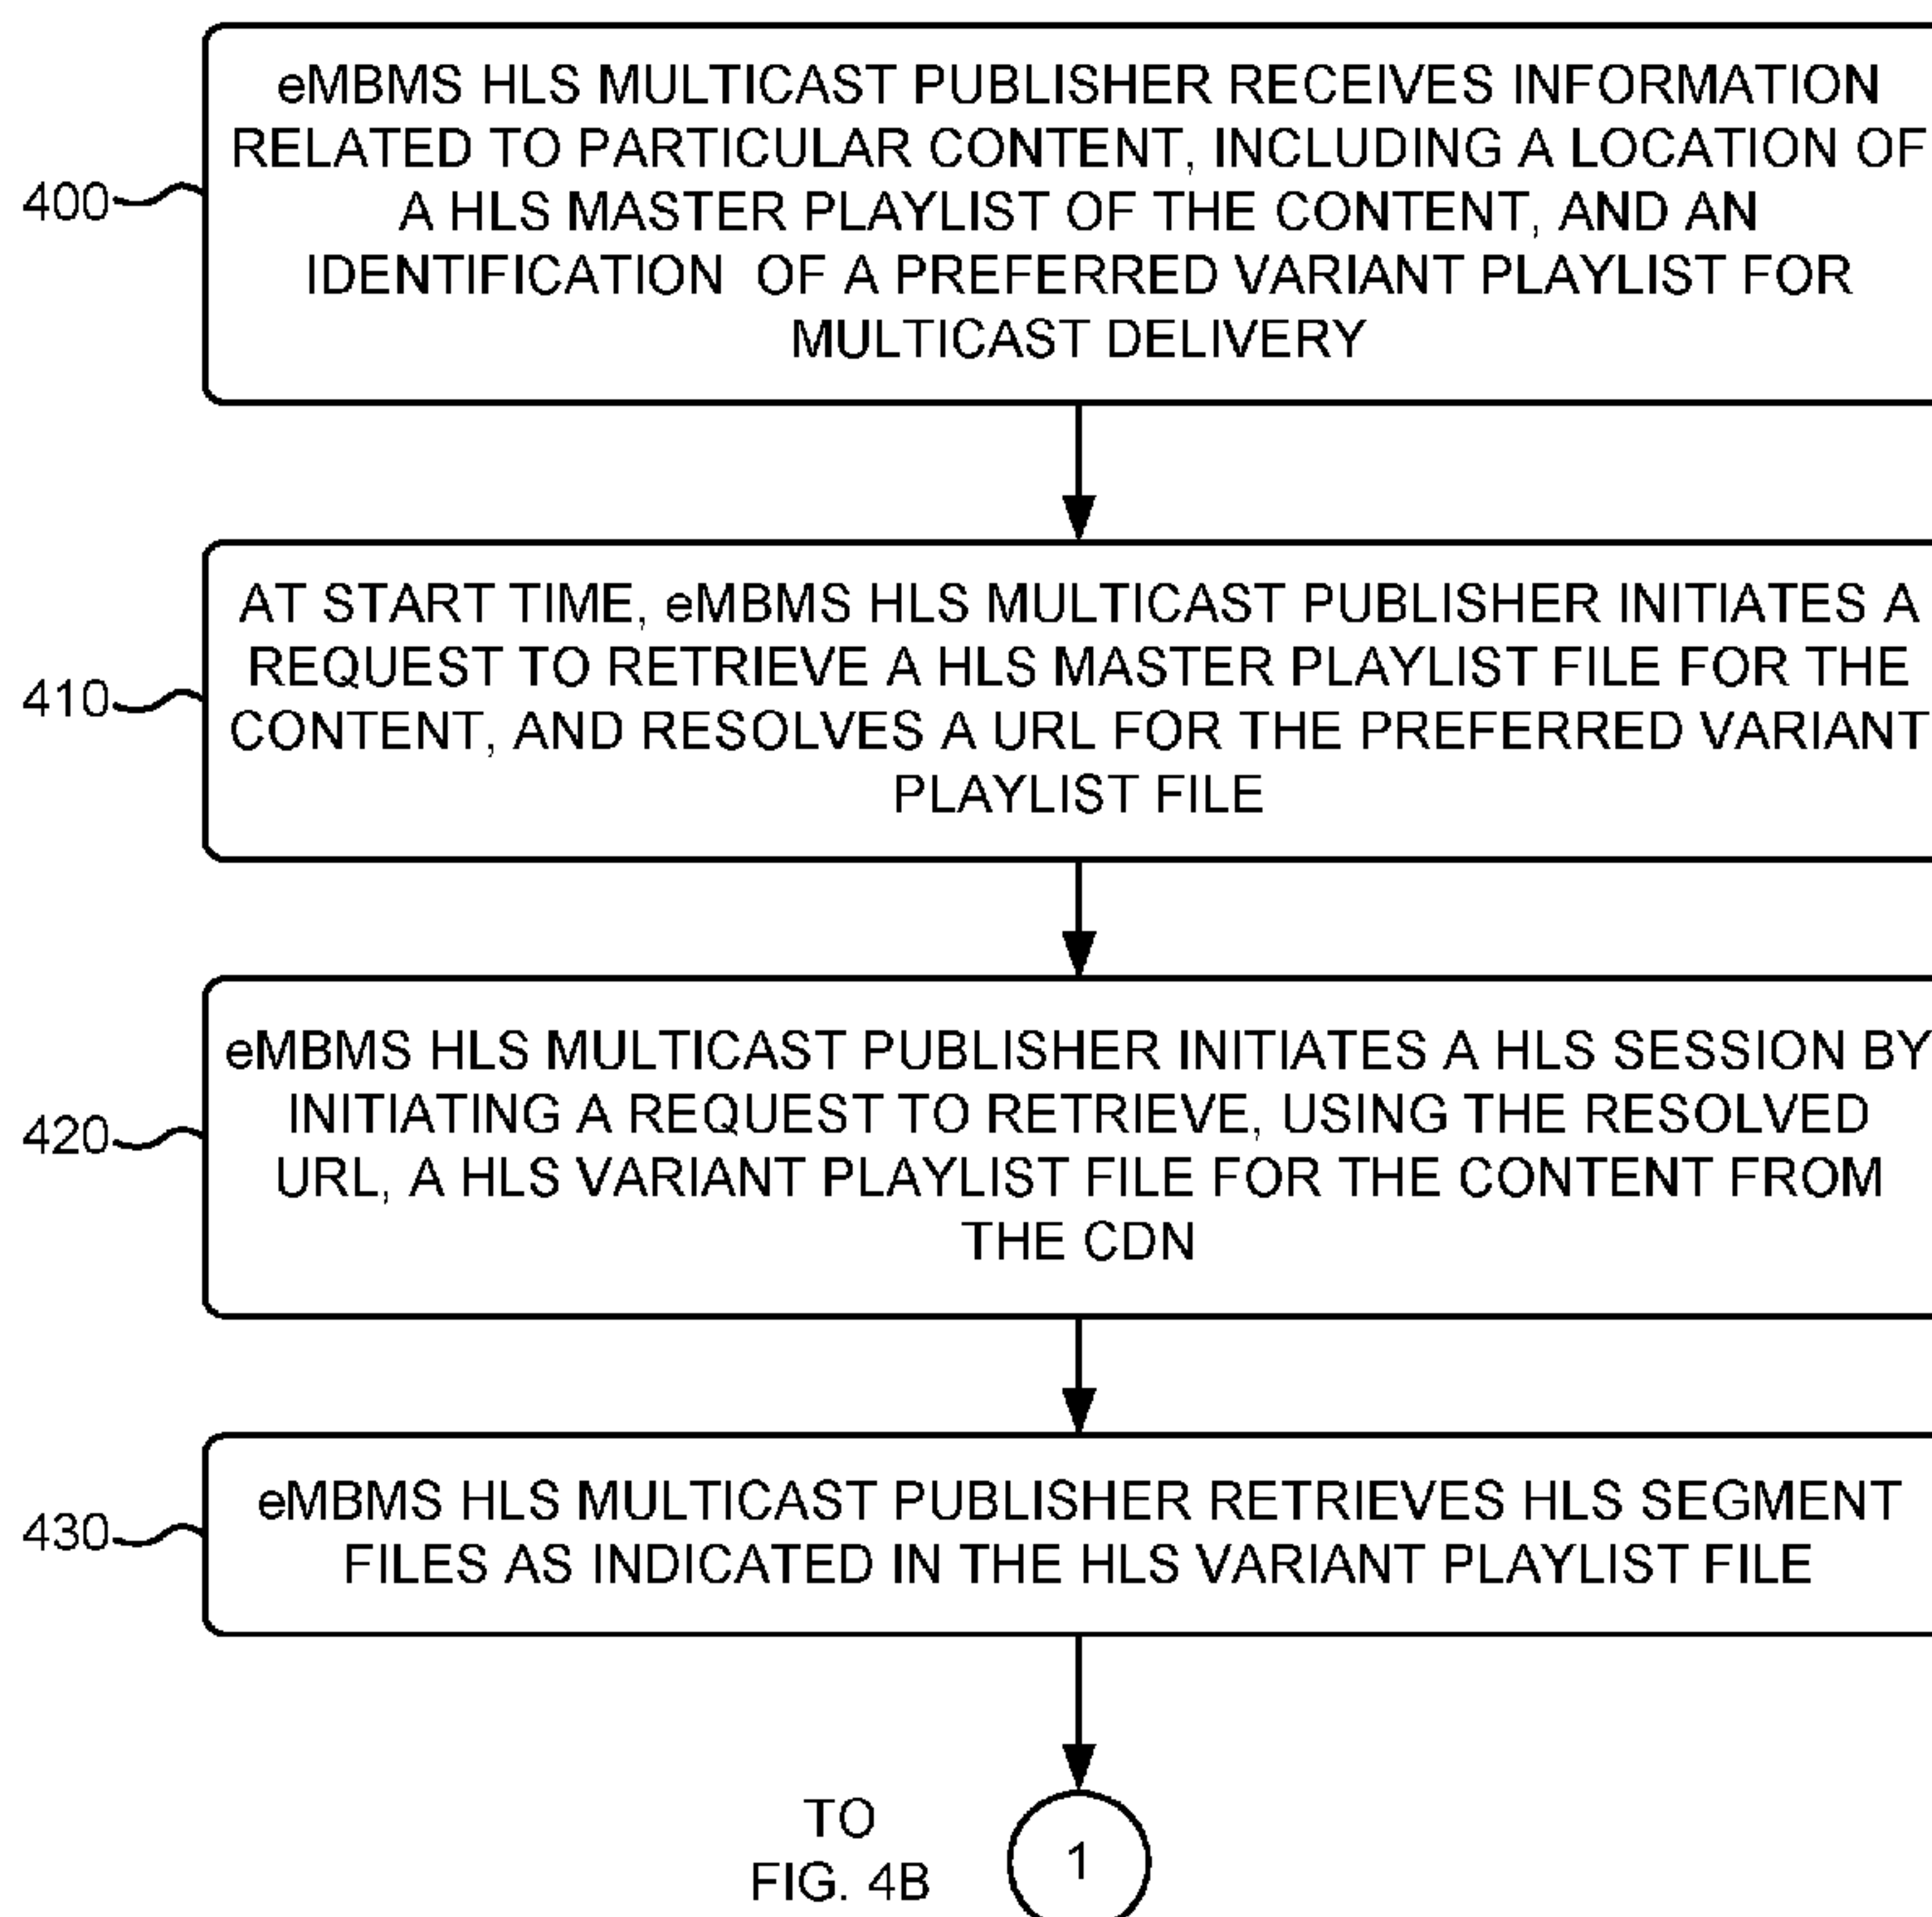 eMBMS HLS MULTICAST PUBLISHER RECEIVES INFORMATION
RELATED TO PARTICULAR CONTENT, INCLUDING A LOCATION OF
400
A HLS MASTER PLAYLIST OF THE CONTENT, AND AN
IDENTIFICATION OF A PREFERRED VARIANT PLAYLIST FOR
MULTICAST DELIVERY
AT START TIME, eMBMS HLS MULTICAST PUBLISHER INITIATES A
REQUEST TO RETRIEVE A HLS MASTER PLAYLIST FILE FOR THE
410
CONTENT, AND RESOLVES A URL FOR THE PREFERRED VARIANT
PLAYLIST FILE
eMBMS HLS MULTICAST PUBLISHER INITIATES A HLS SESSION BY
INITIATING A REQUEST TO RETRIEVE, USING THE RESOLVED
420
URL, A HLS VARIANT PLAYLIST FILE FOR THE CONTENT FROM
THE CDN
eMBMS HLS MULTICAST PUBLISHER RETRIEVES HLS SEGMENT
430
FILES AS INDICATED IN THE HLS VARIANT PLAYLIST FILE
TO
FIG. 4B
1